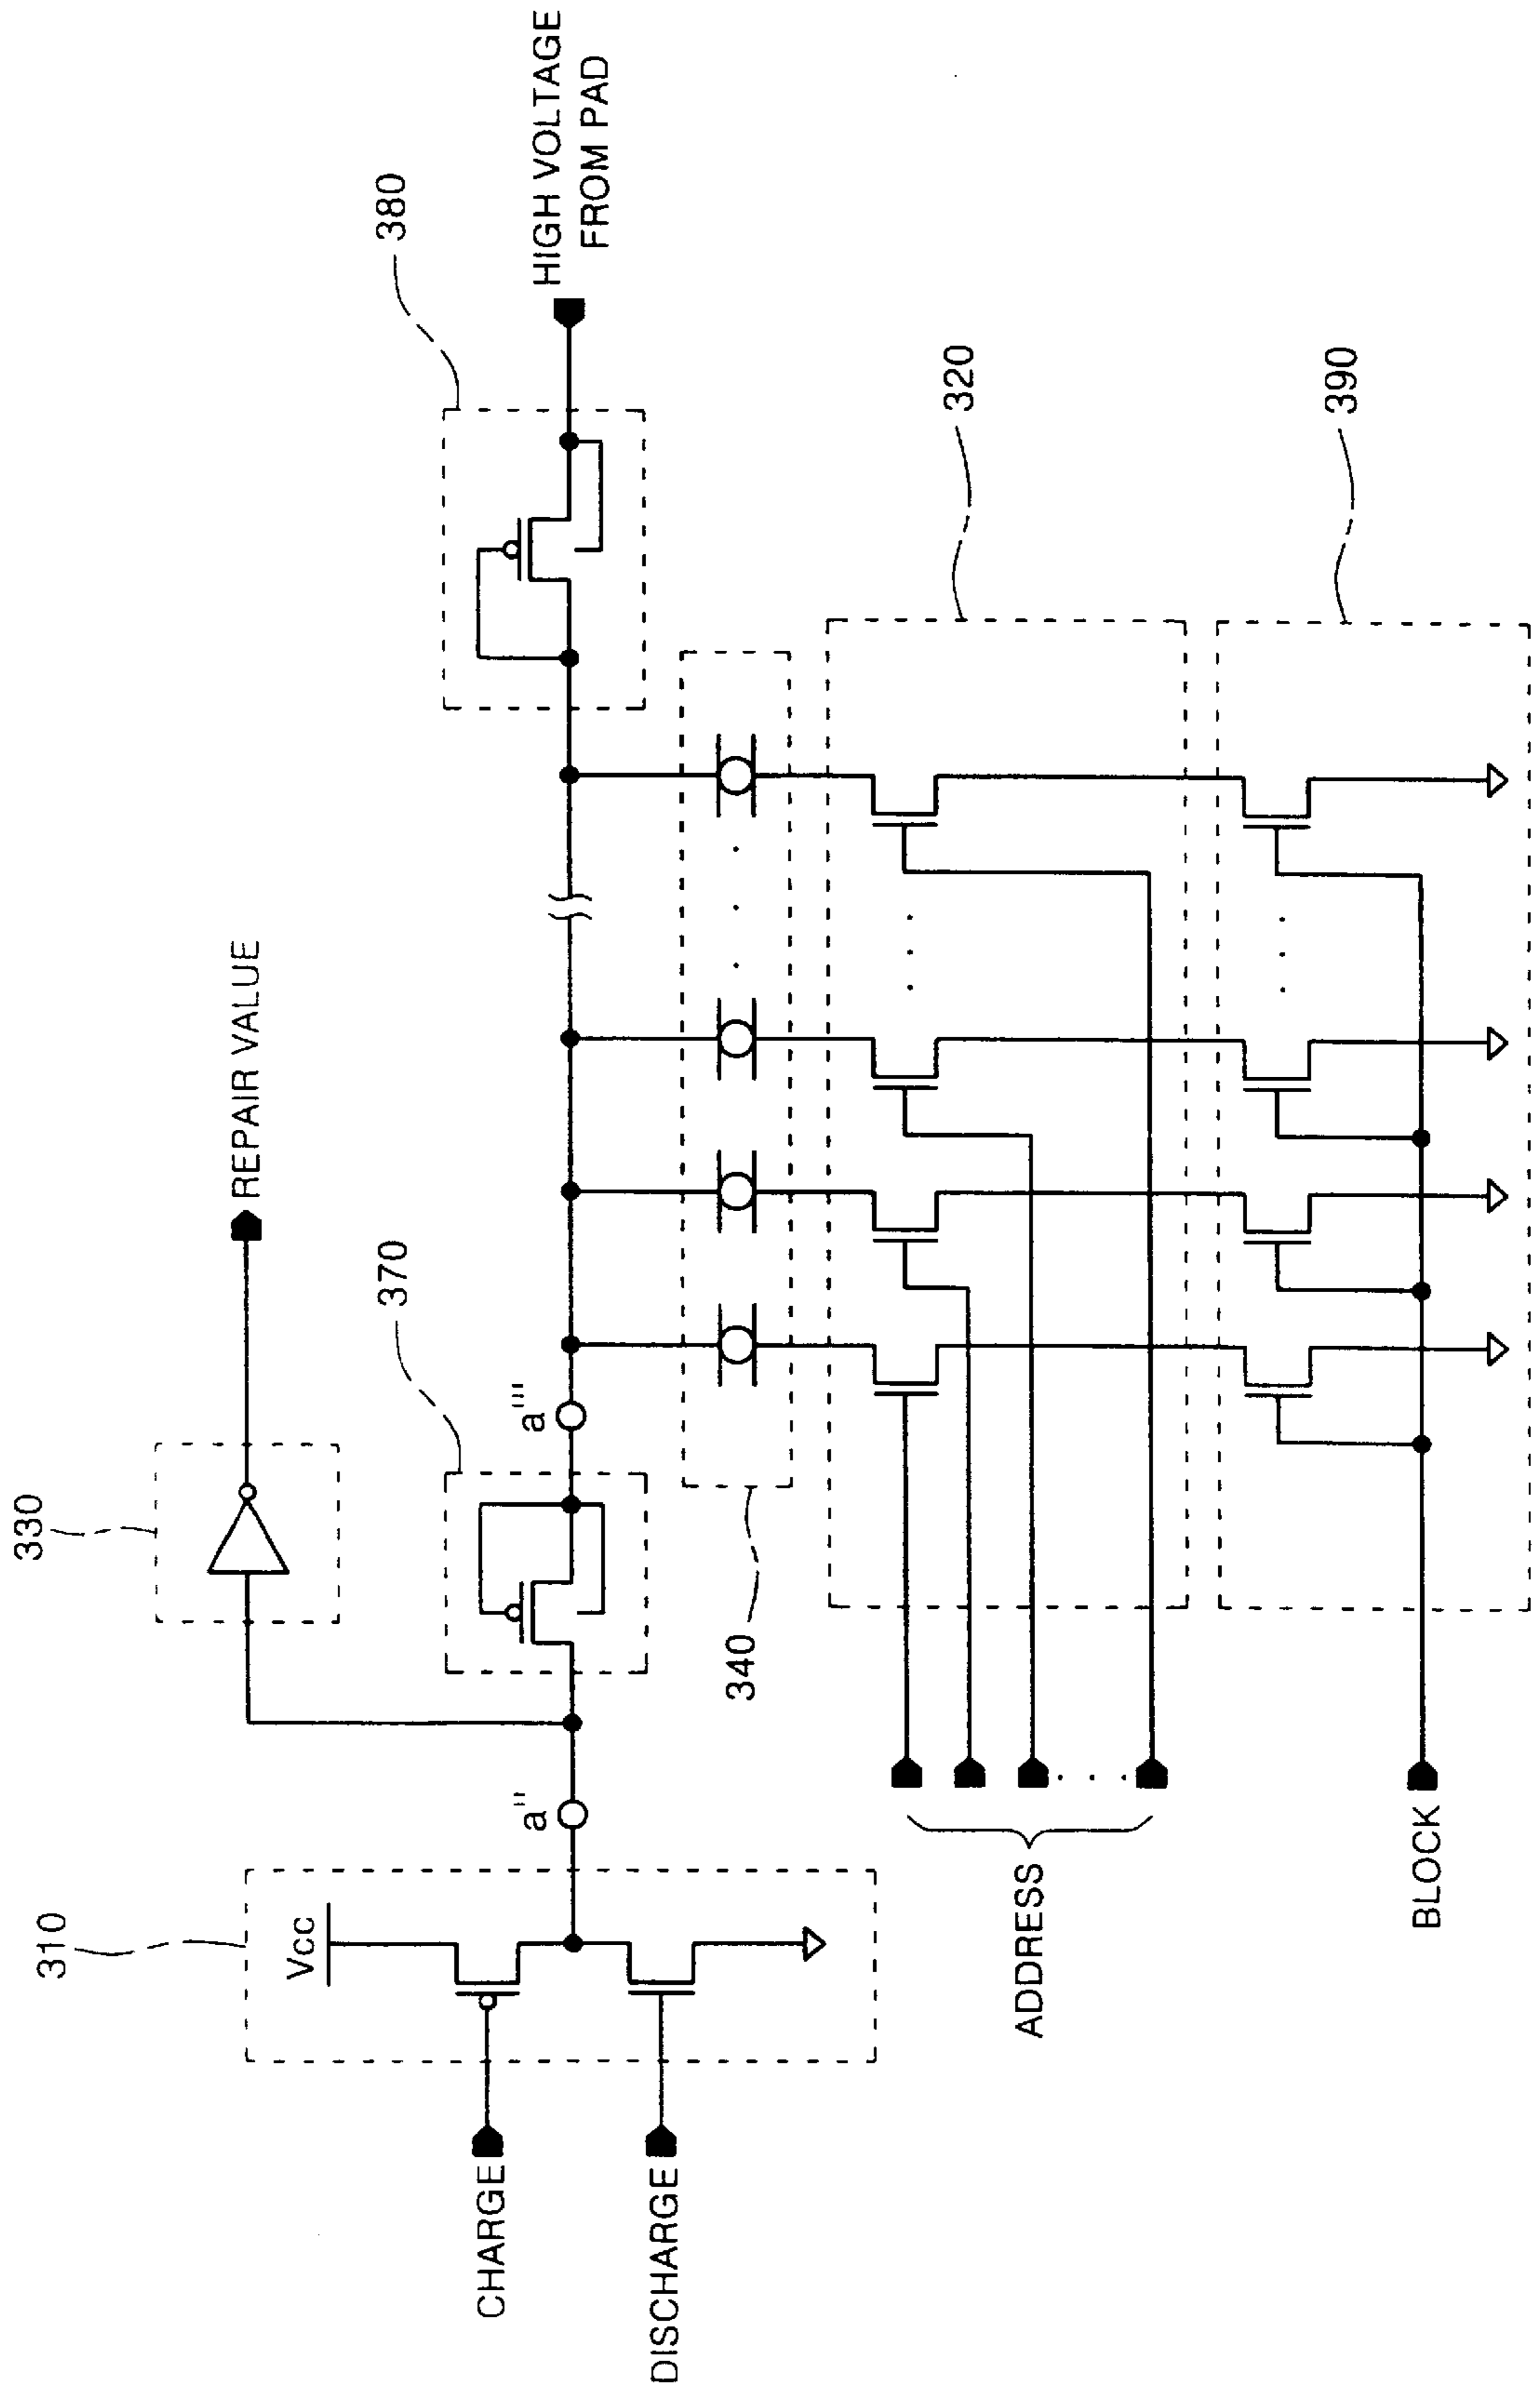 310
330
370
380
340
320
390
Vcc
CHARGE
DISCHARGE
a''
a'''
REPAIR VALUE
HIGH VOLTAGE
FROM PAD
ADDRESS
BLOCK